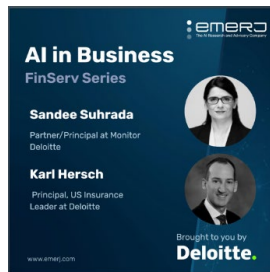 emerj
The AI Research and Advisory Company
AI in Business
FinServ Series
Sandee Suhrada
Partner/Principal at Monitor
Deloitte
Karl Hersch
Principal, US Insurance
Leader at Deloitte
Brought to you by
Deloitte.
www.emerj.com